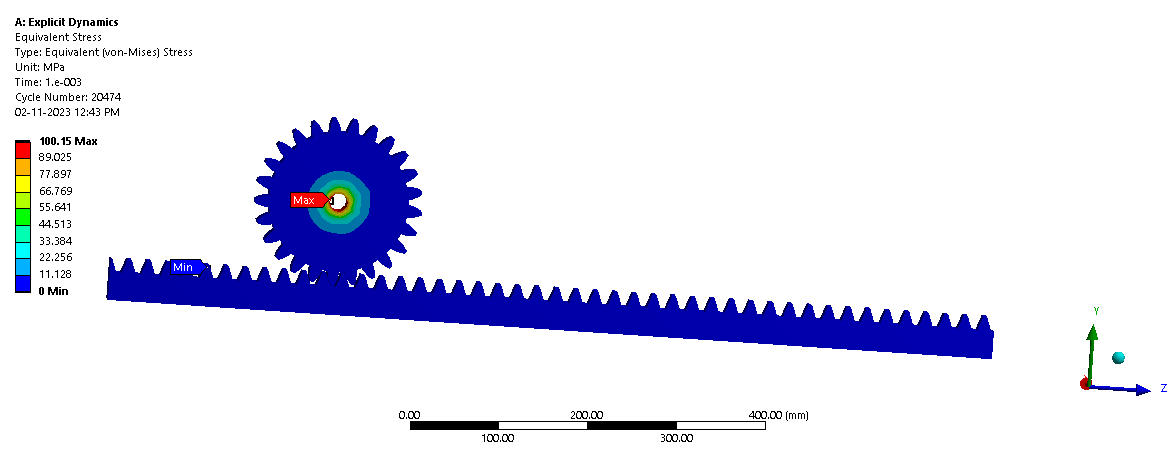 A: Explicit Dynamics
Equivalent Stress
Type: Equivalent (von-Mises) Stress
Unit: MPa
Time: 1.e-003
Cycle Number: 20474
02-11-2023 12:43 PM
100.15 Max
89.025
77.897
66.769
55.641
44.513
33.384
22.256
11.128
0 Min
Max
Min
Y
Z
0.00 200.00 400.00 (mm)
100.00 300.00